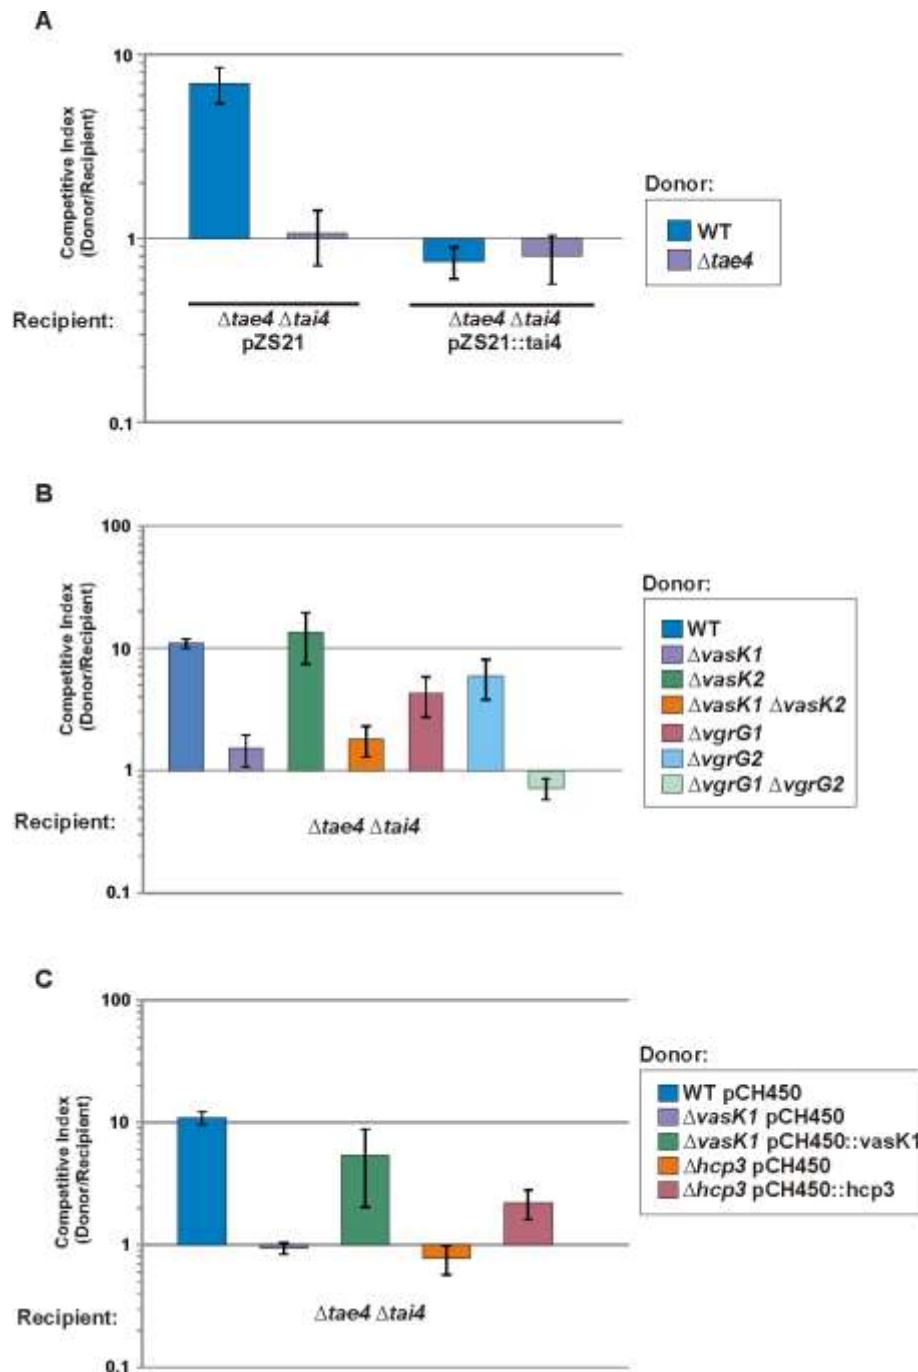 A
Competitive Index
(Donor/Recipient)
10
1
0.1
Recipient:
Δtae4 Δtai4
pZS21
Δtae4 Δtai4
pZS21::tai4
Donor:
WT
Δtae4
B
Competitive Index
(Donor/Recipient)
100
10
1
0.1
Recipient:
Δtae4 Δtai4
Donor:
WT
ΔvasK1
ΔvasK2
ΔvasK1 ΔvasK2
ΔvgrG1
ΔvgrG2
ΔvgrG1 ΔvgrG2
C
Competitive Index
(Donor/Recipient)
100
10
1
0.1
Recipient:
Δtae4 Δtai4
Donor:
WT pCH450
ΔvasK1 pCH450
ΔvasK1 pCH450::vasK1
Δhcp3 pCH450
Δhcp3 pCH450::hcp3